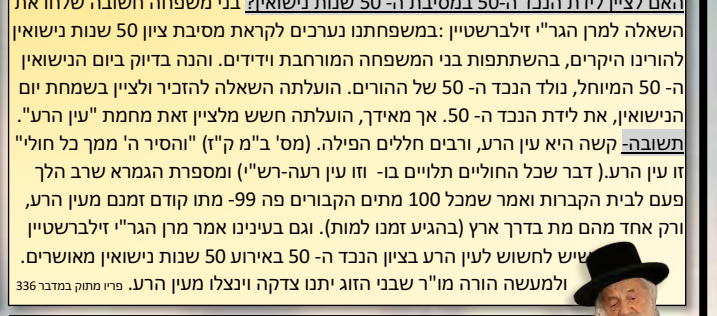 האם לציין לידת הנכד ה-50 במסיבת ה- 50 שנות נישואין? בני משפחה חשובה שלחו את
השאלה למרן הגר"י זילברשטיין :במשפחתנו נערכים לקראת מסיבת ציון 50 שנות נישואין
להורינו היקרים, בהשתתפות בני המשפחה המורחבת וידידים. והנה בדיוק ביום הנישואין
ה- 50 המיוחל, נולד הנכד ה- 50 של ההורים. הועלתה השאלה להזכיר ולציין בשמחת יום
הנישואין, את לידת הנכד ה- 50. אך מאידך, הועלתה חשש מלציין זאת מחמת "עין הרע".
תשובה- קשה היא עין הרע, ורבים חללים הפילה. (מס' ב"מ ק"ז) "והסיר ה' ממך כל חולי"
זו עין הרע.( דבר שכל החוליים תלויים בו- וזו עין רעה-רש"י) ומספרת הגמרא שרב הלך
פעם לבית הקברות ואמר שמכל 100 מתים הקבורים פה 99- מתו קודם זמנם מעין הרע,
ורק אחד מהם מת בדרך ארץ (בהגיע זמנו למות). וגם בעינינו אמר מרן הגר"י זילברשטיין
שיש לחשוש לעין הרע בציון הנכד ה- 50 באירוע 50 שנות נישואין מאושרים.
ולמעשה הורה מו"ר שבני הזוג יתנו צדקה וינצלו מעין הרע. פריו מתוק במדבר 336